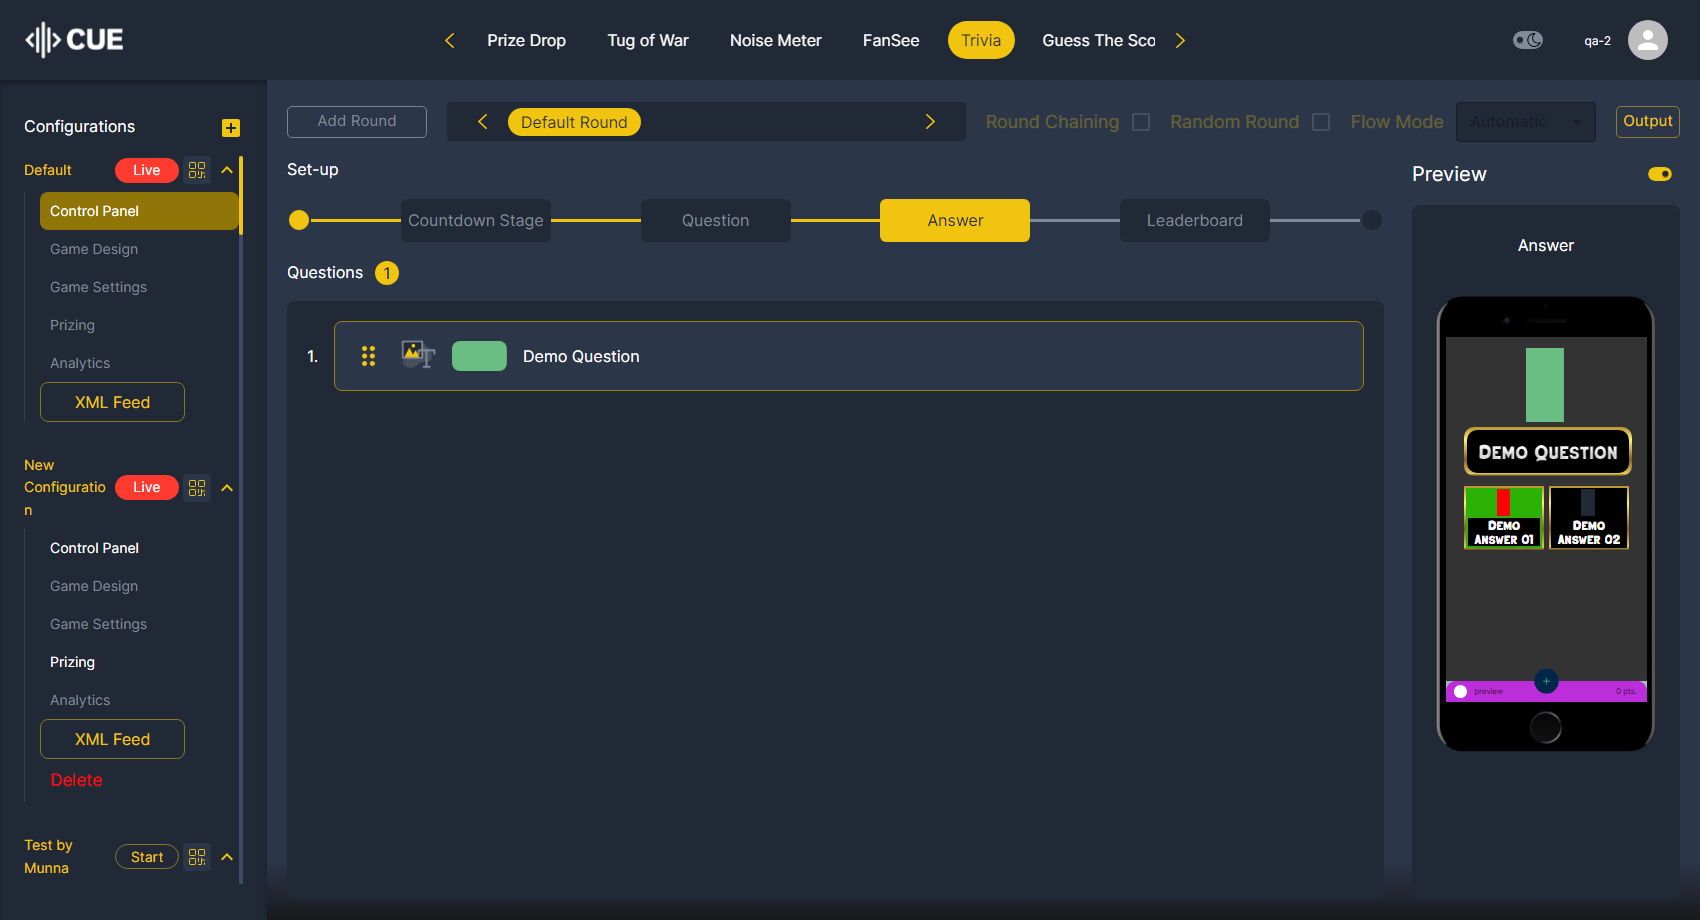 CUE
Prize Drop
Tug of War
Noise Meter
FanSee
Trivia
Guess The Sco
qa-2
Configurations
Default
Live
Control Panel
Game Design
Game Settings
Prizing
Analytics
XML Feed
New
Configuratio
n
Live
Control Panel
Game Design
Game Settings
Prizing
Analytics
XML Feed
Delete
Test by
Munna
Start
Add Round
Default Round
Round Chaining
Random Round
Flow Mode
Automatic
Output
Set-up
Countdown Stage
Question
Answer
Leaderboard
Questions 1
1.
Demo Question
Preview
Answer
Demo Question
Demo
Answer 01
Demo
Answer 02
preview
0 pts.